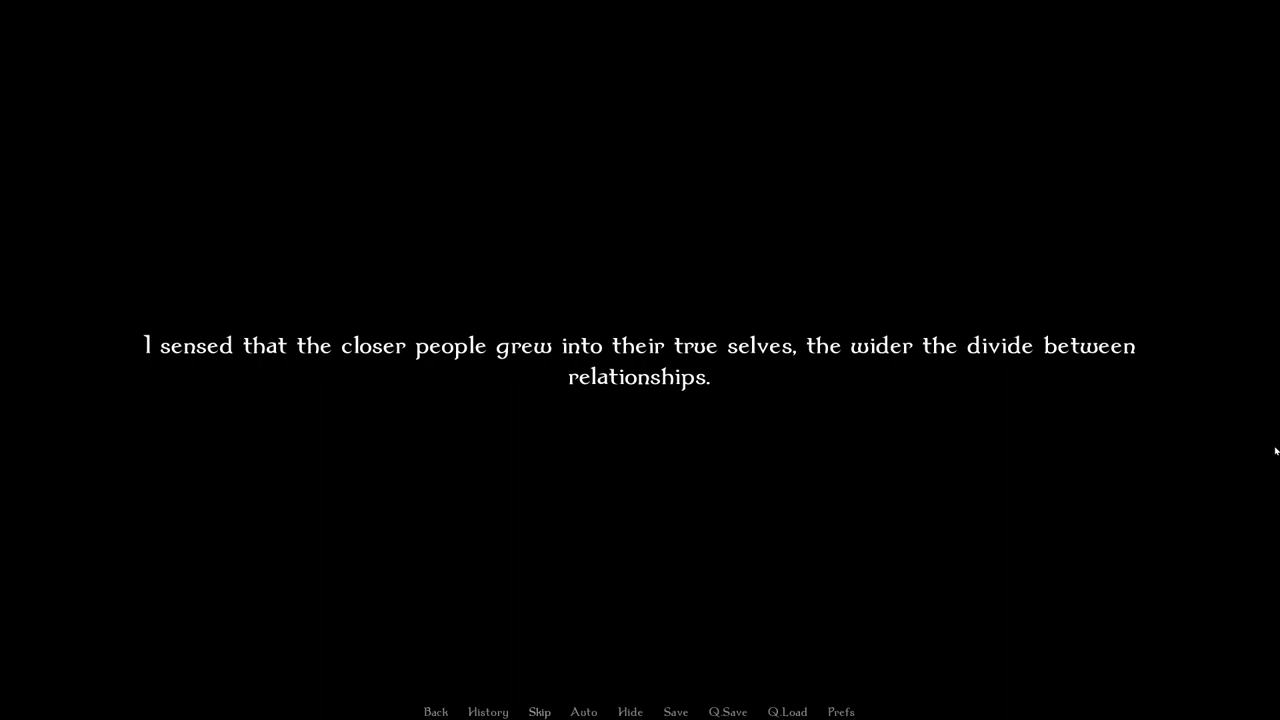 I sensed that the closer people grew into their true selves, the wider the divide between
relationships.
Back History Skip Auto Hide Save Q.Save Q.Load Prefs